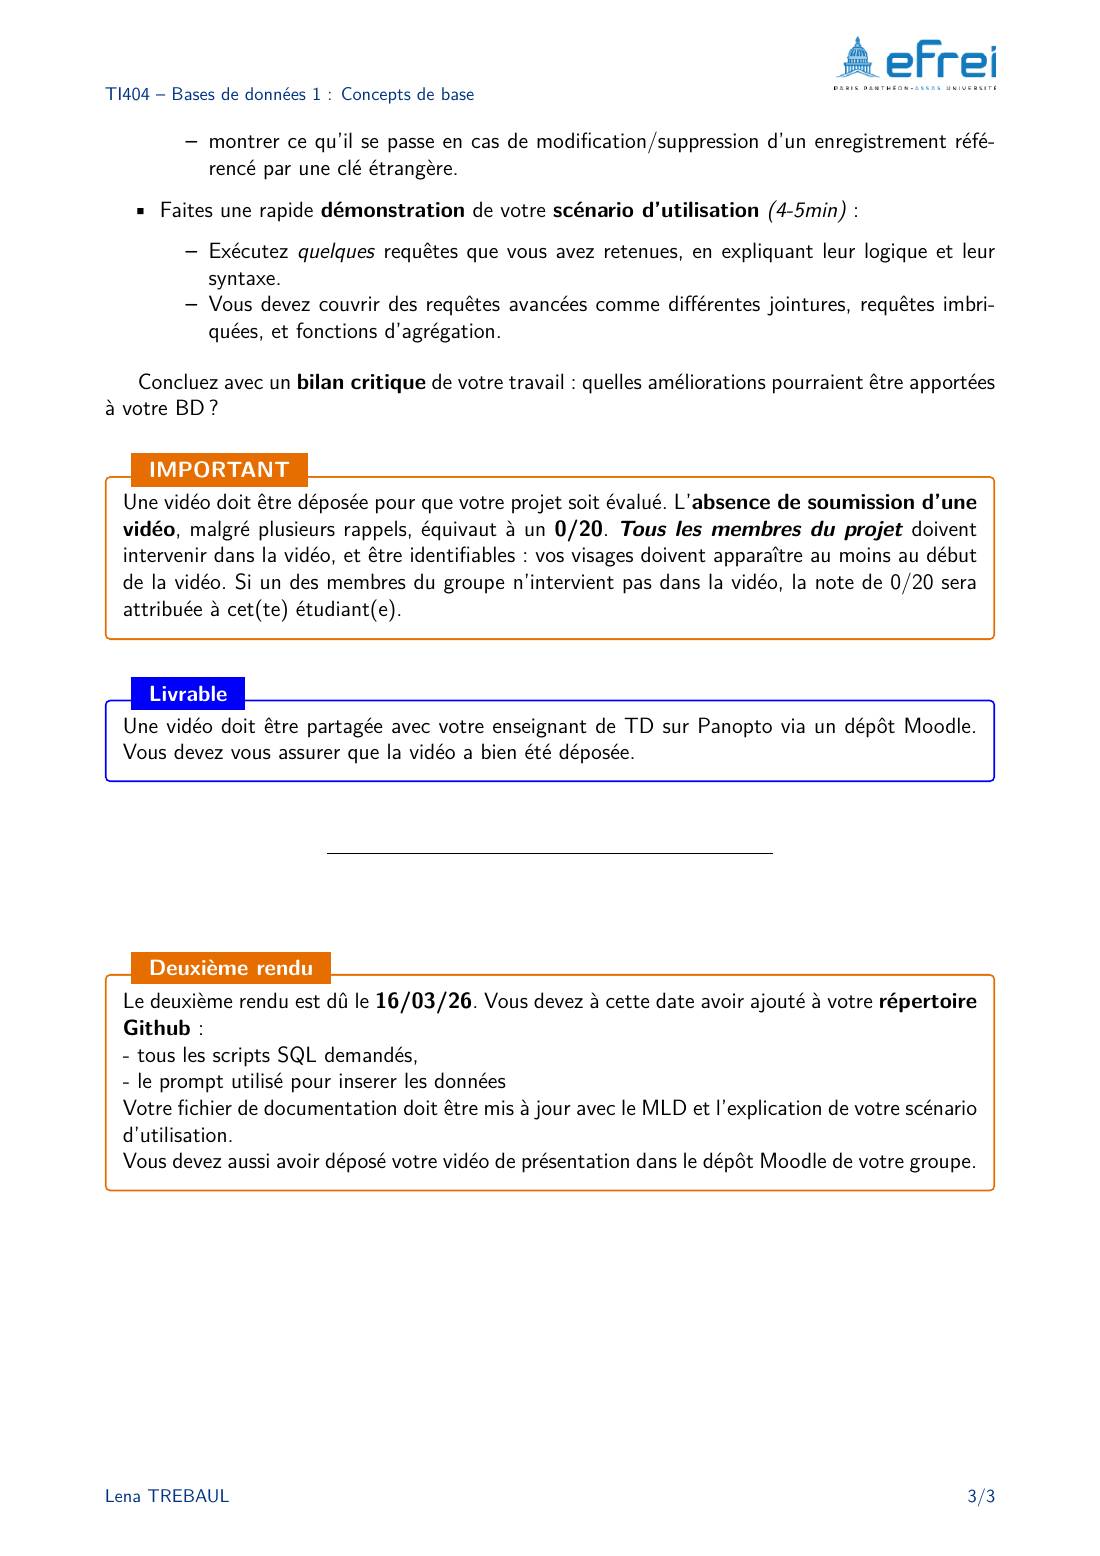 efrei
PARIS PANTHÉON-ASSAS UNIVERSITÉ
TI404 – Bases de données 1 : Concepts de base
– montrer ce qu'il se passe en cas de modification/suppression d'un enregistrement réfé-
rencé par une clé étrangère.
▪ Faites une rapide démonstration de votre scénario d'utilisation (4-5min) :
– Exécutez quelques requêtes que vous avez retenues, en expliquant leur logique et leur
syntaxe.
– Vous devez couvrir des requêtes avancées comme différentes jointures, requêtes imbri-
quées, et fonctions d'agrégation.
Concluez avec un bilan critique de votre travail : quelles améliorations pourraient être apportées
à votre BD ?
IMPORTANT
Une vidéo doit être déposée pour que votre projet soit évalué. L'absence de soumission d'une
vidéo, malgré plusieurs rappels, équivaut à un 0/20. Tous les membres du projet doivent
intervenir dans la vidéo, et être identifiables : vos visages doivent apparaître au moins au début
de la vidéo. Si un des membres du groupe n'intervient pas dans la vidéo, la note de 0/20 sera
attribuée à cet(te) étudiant(e).
Livrable
Une vidéo doit être partagée avec votre enseignant de TD sur Panopto via un dépôt Moodle.
Vous devez vous assurer que la vidéo a bien été déposée.
Deuxième rendu
Le deuxième rendu est dû le 16/03/26. Vous devez à cette date avoir ajouté à votre répertoire
Github :
- tous les scripts SQL demandés,
- le prompt utilisé pour inserer les données
Votre fichier de documentation doit être mis à jour avec le MLD et l'explication de votre scénario
d'utilisation.
Vous devez aussi avoir déposé votre vidéo de présentation dans le dépôt Moodle de votre groupe.
Lena TREBAUL
3/3